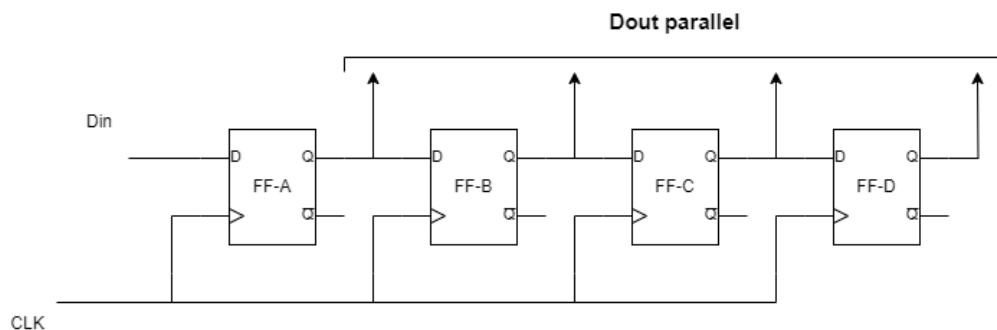 Dout parallel
Din
D Q D Q D Q D Q
FF-A FF-B FF-C FF-D
Q Q Q Q
CLK